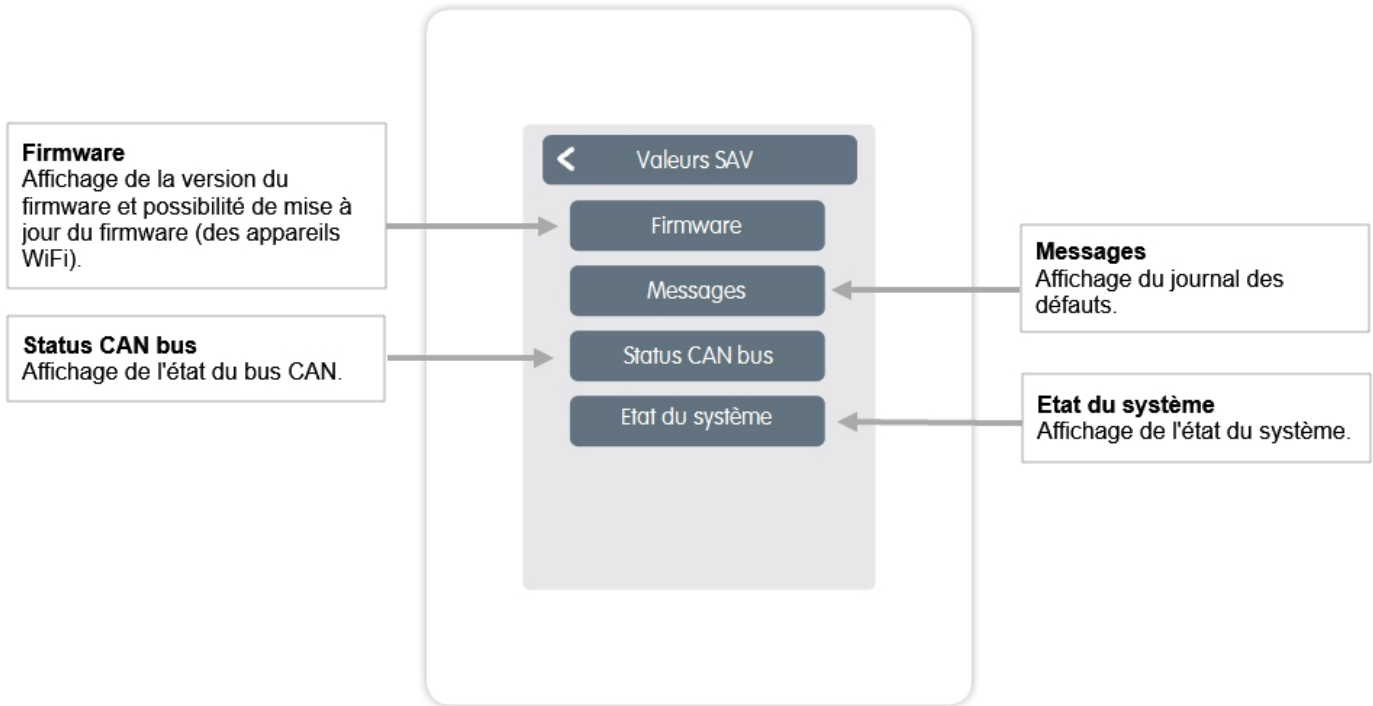 Firmware
Affichage de la version du
firmware et possibilité de mise à
jour du firmware (des appareils
WiFi).
Status CAN bus
Affichage de l'état du bus CAN.
Valeurs SAV
Firmware
Messages
Status CAN bus
Etat du système
Messages
Affichage du journal des
défauts.
Etat du système
Affichage de l'état du système.